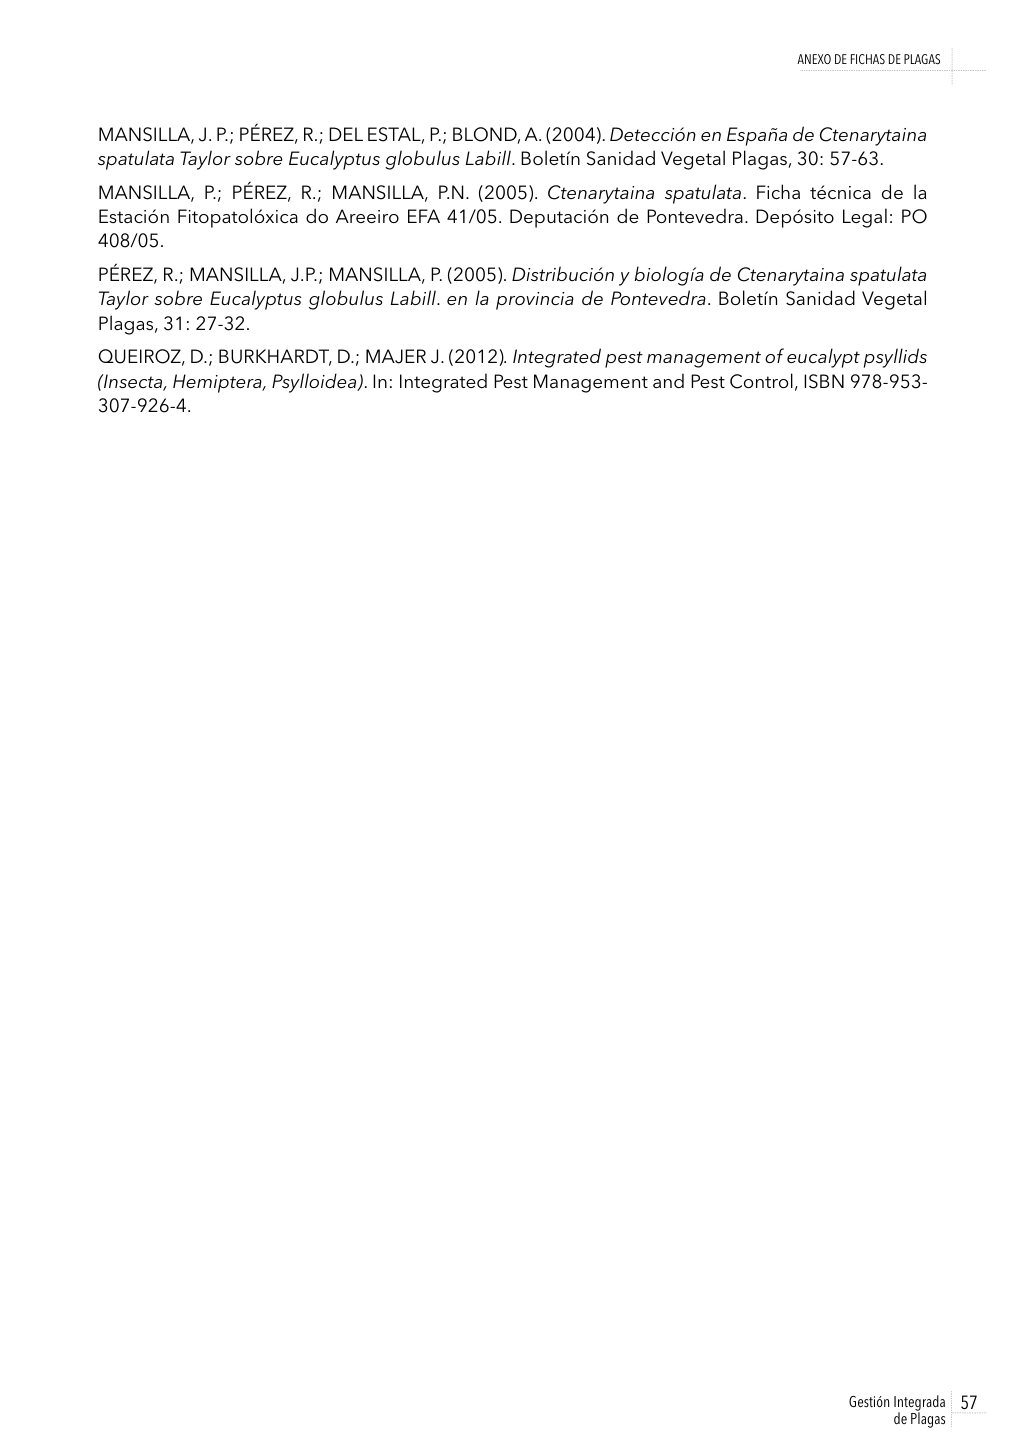 ANEXO DE FICHAS DE PLAGAS
MANSILLA, J. P.; PÉREZ, R.; DEL ESTAL, P.; BLOND, A. (2004). Detección en España de Ctenarytaina
spatulata Taylor sobre Eucalyptus globulus Labill. Boletín Sanidad Vegetal Plagas, 30: 57-63.
MANSILLA, P.; PÉREZ, R.; MANSILLA, P.N. (2005). Ctenarytaina spatulata. Ficha técnica de la
Estación Fitopatolóxica do Areeiro EFA 41/05. Deputación de Pontevedra. Depósito Legal: PO
408/05.
PÉREZ, R.; MANSILLA, J.P.; MANSILLA, P. (2005). Distribución y biología de Ctenarytaina spatulata
Taylor sobre Eucalyptus globulus Labill. en la provincia de Pontevedra. Boletín Sanidad Vegetal
Plagas, 31: 27-32.
QUEIROZ, D.; BURKHARDT, D.; MAJER J. (2012). Integrated pest management of eucalypt psyllids
(Insecta, Hemiptera, Psylloidea). In: Integrated Pest Management and Pest Control, ISBN 978-953-
307-926-4.
Gestión Integrada 57
de Plagas